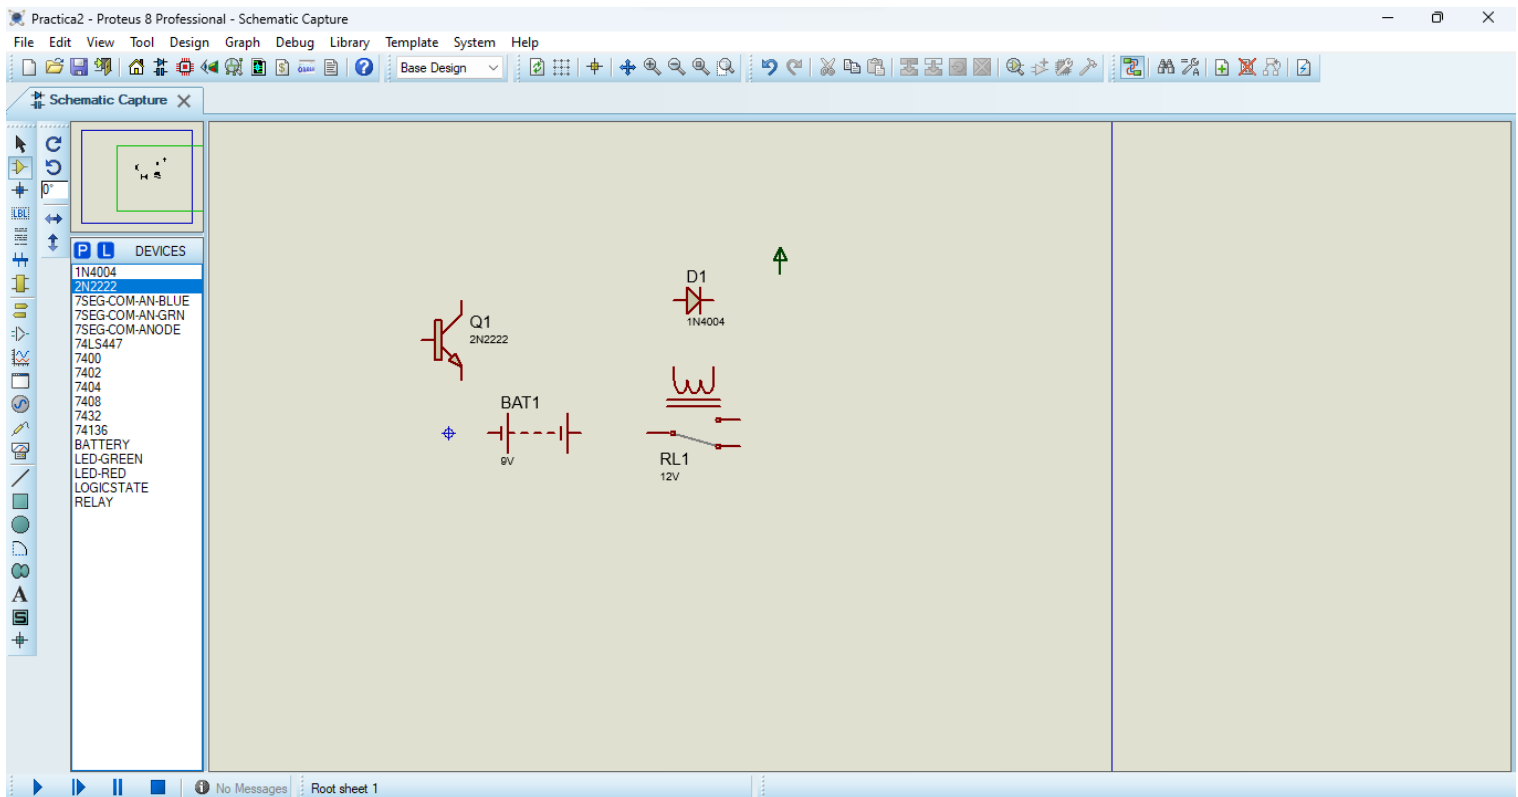 Practica2 - Proteus 8 Professional - Schematic Capture
File Edit View Tool Design Graph Debug Library Template System Help
Base Design
Schematic Capture
0°
LBL
P L DEVICES
1N4004
2N2222
7SEG-COM-AN-BLUE
7SEG-COM-AN-GRN
7SEG-COM-ANODE
74LS447
7400
7402
7404
7408
7432
74136
BATTERY
LED-GREEN
LED-RED
LOGICSTATE
RELAY
A
S
D1
1N4004
Q1
2N2222
BAT1
9V
RL1
12V
No Messages
Root sheet 1